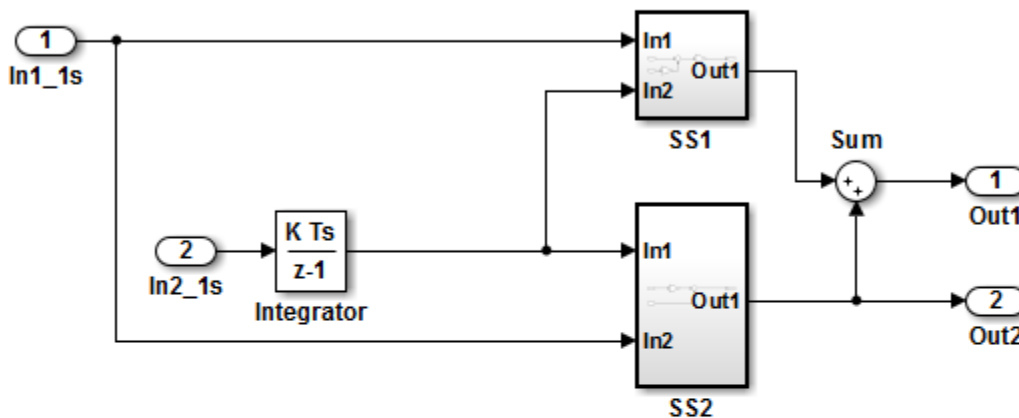 1
In1_1s
In1
In2
Out1
SS1
Sum
+
+
1
Out1
2
In2_1s
K Ts
z-1
Integrator
In1
Out1
In2
SS2
2
Out2